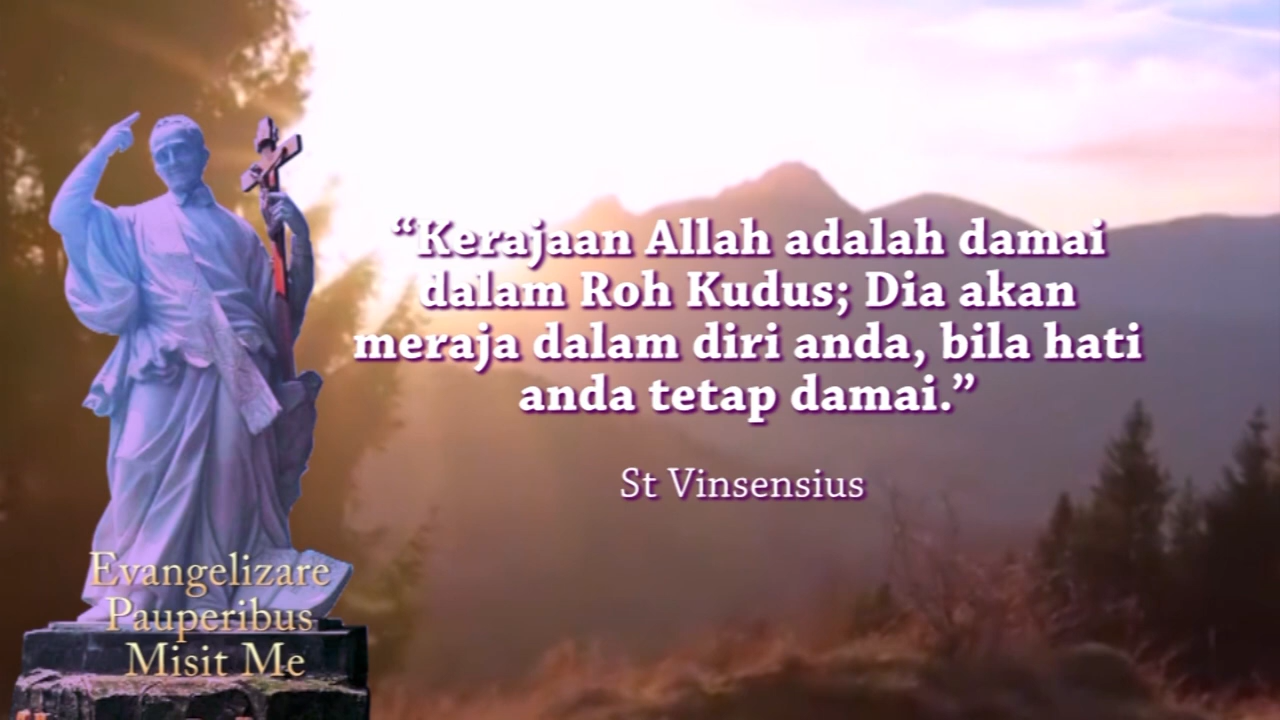 “Kerajaan Allah adalah damai
dalam Roh Kudus; Dia akan
meraja dalam diri anda, bila hati
anda tetap damai.”
St Vinsensius
Evangelizare
Pauperibus
Misit Me